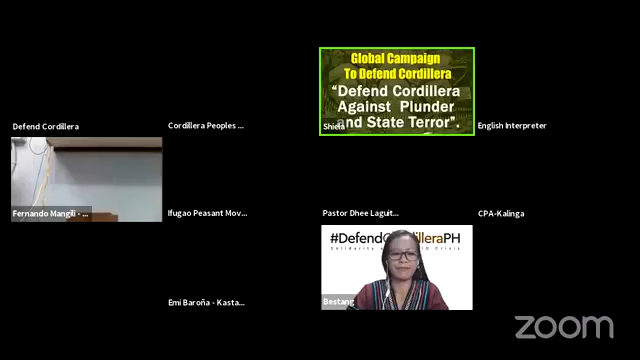 Global Campaign
To Defend Cordillera
"Defend Cordillera
Against Plunder
and State Terror".
Shiela
Defend Cordillera
Cordillera Peoples ...
English Interpreter
Fernando Mangili - ...
Ifugao Peasant Mov...
Pastor Dhee Laguit...
CPA-Kalinga
#DefendCordilleraPH
Emi Baroña - Kasta...
Bestang
zoom